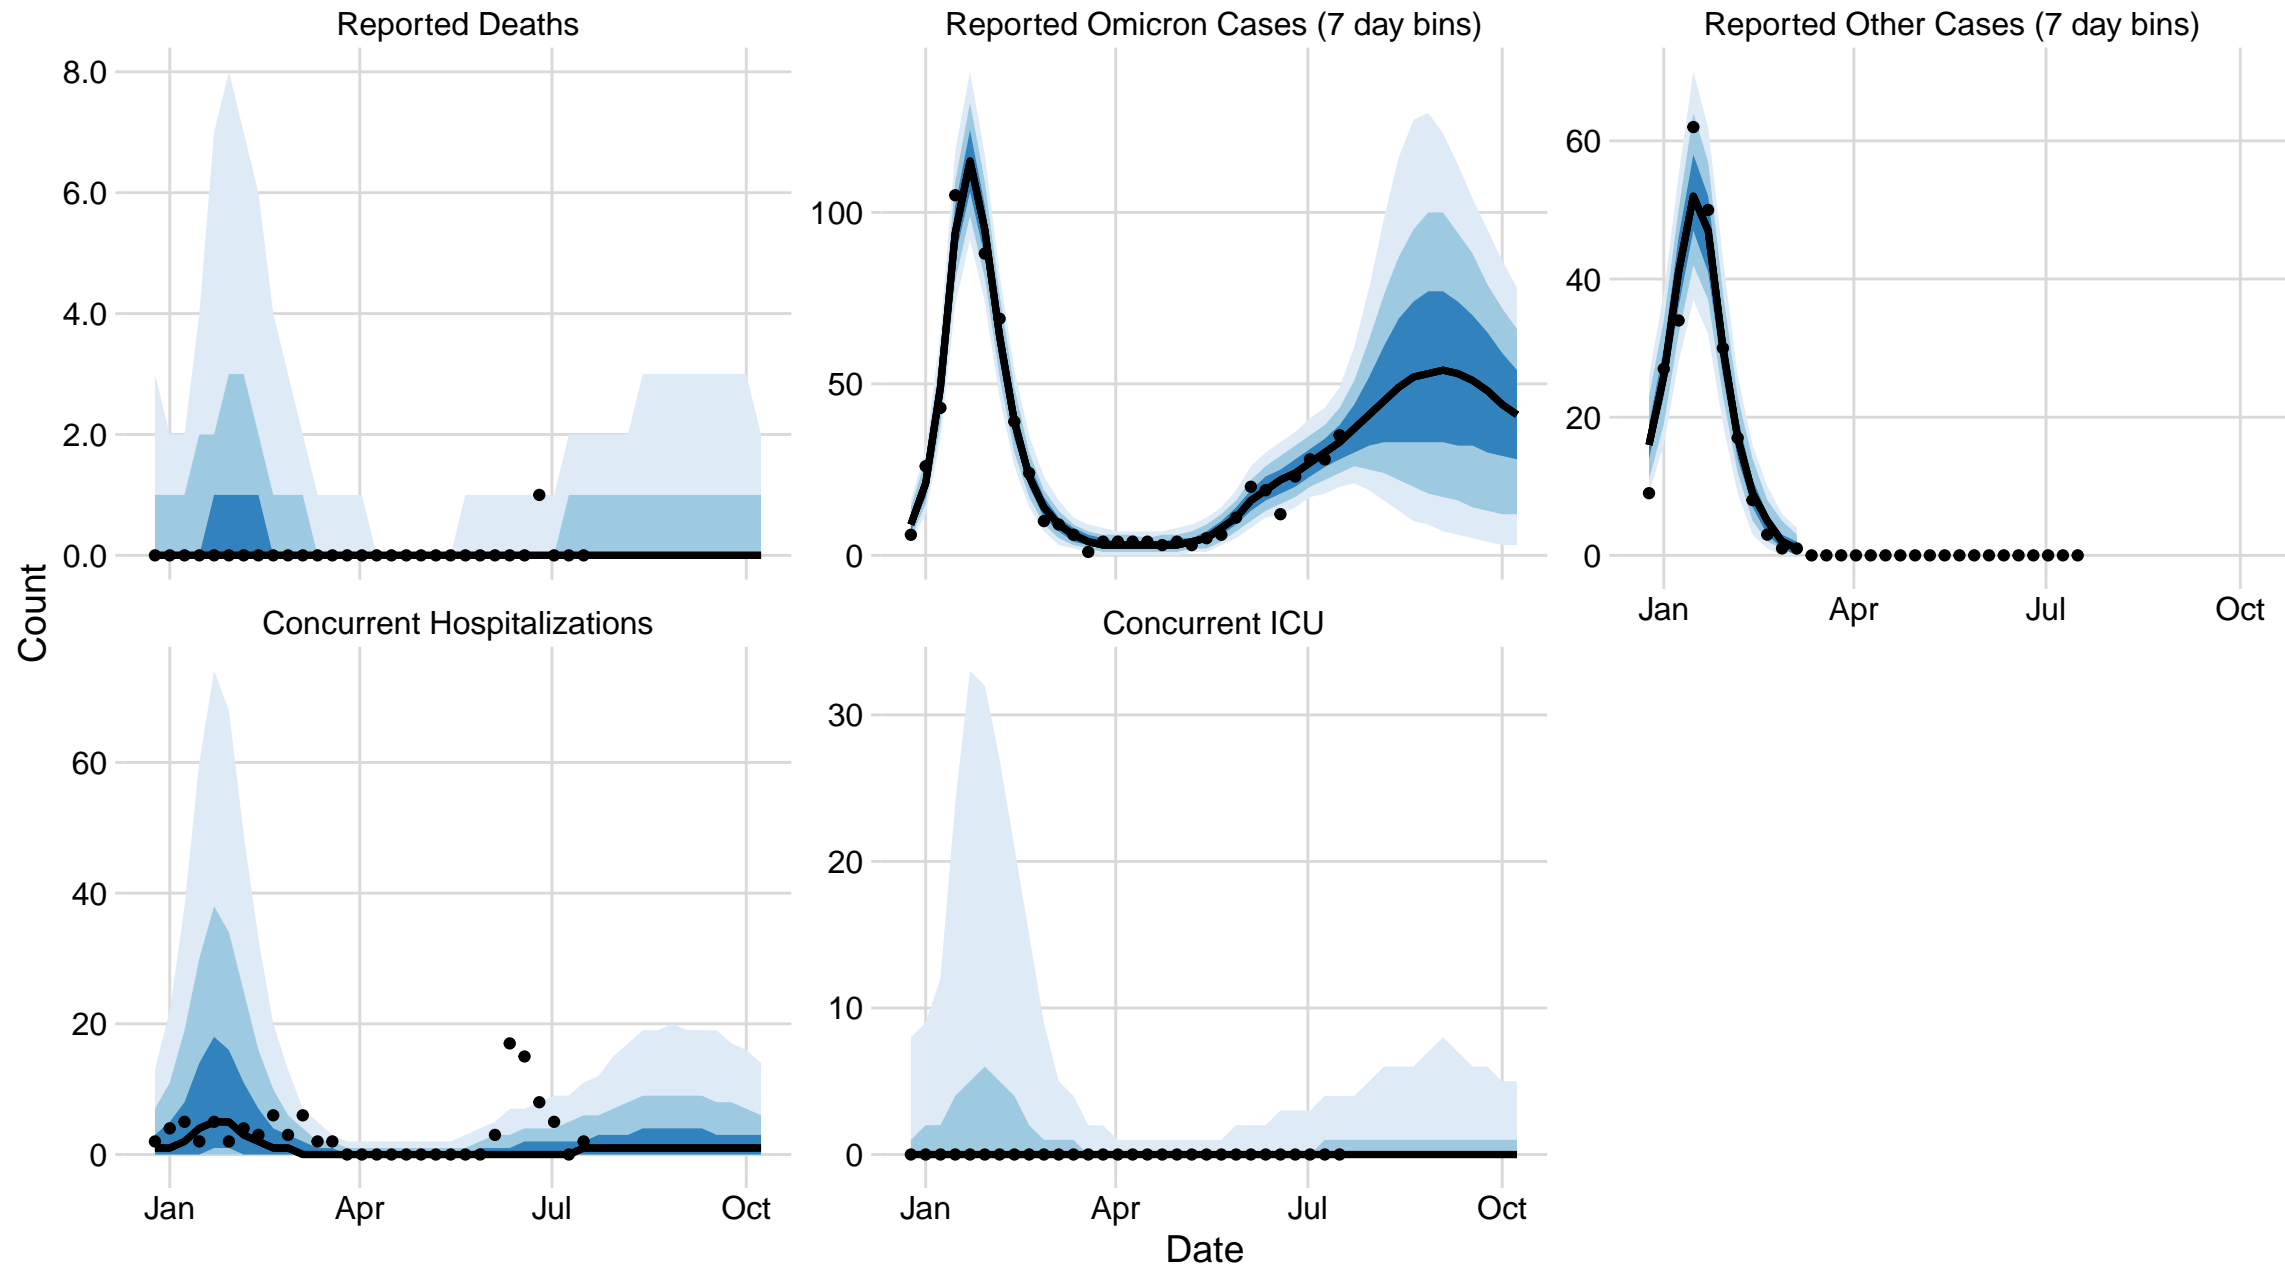 Reported Deaths
8.0
6.0
4.0
2.0
0.0
Reported Omicron Cases (7 day bins)
100
50
0
Reported Other Cases (7 day bins)
60
40
20
0
Jan Apr Jul Oct
Count
Concurrent Hospitalizations
60
40
20
0
Jan Apr Jul Oct
Concurrent ICU
30
20
10
0
Jan Apr Jul Oct
Date